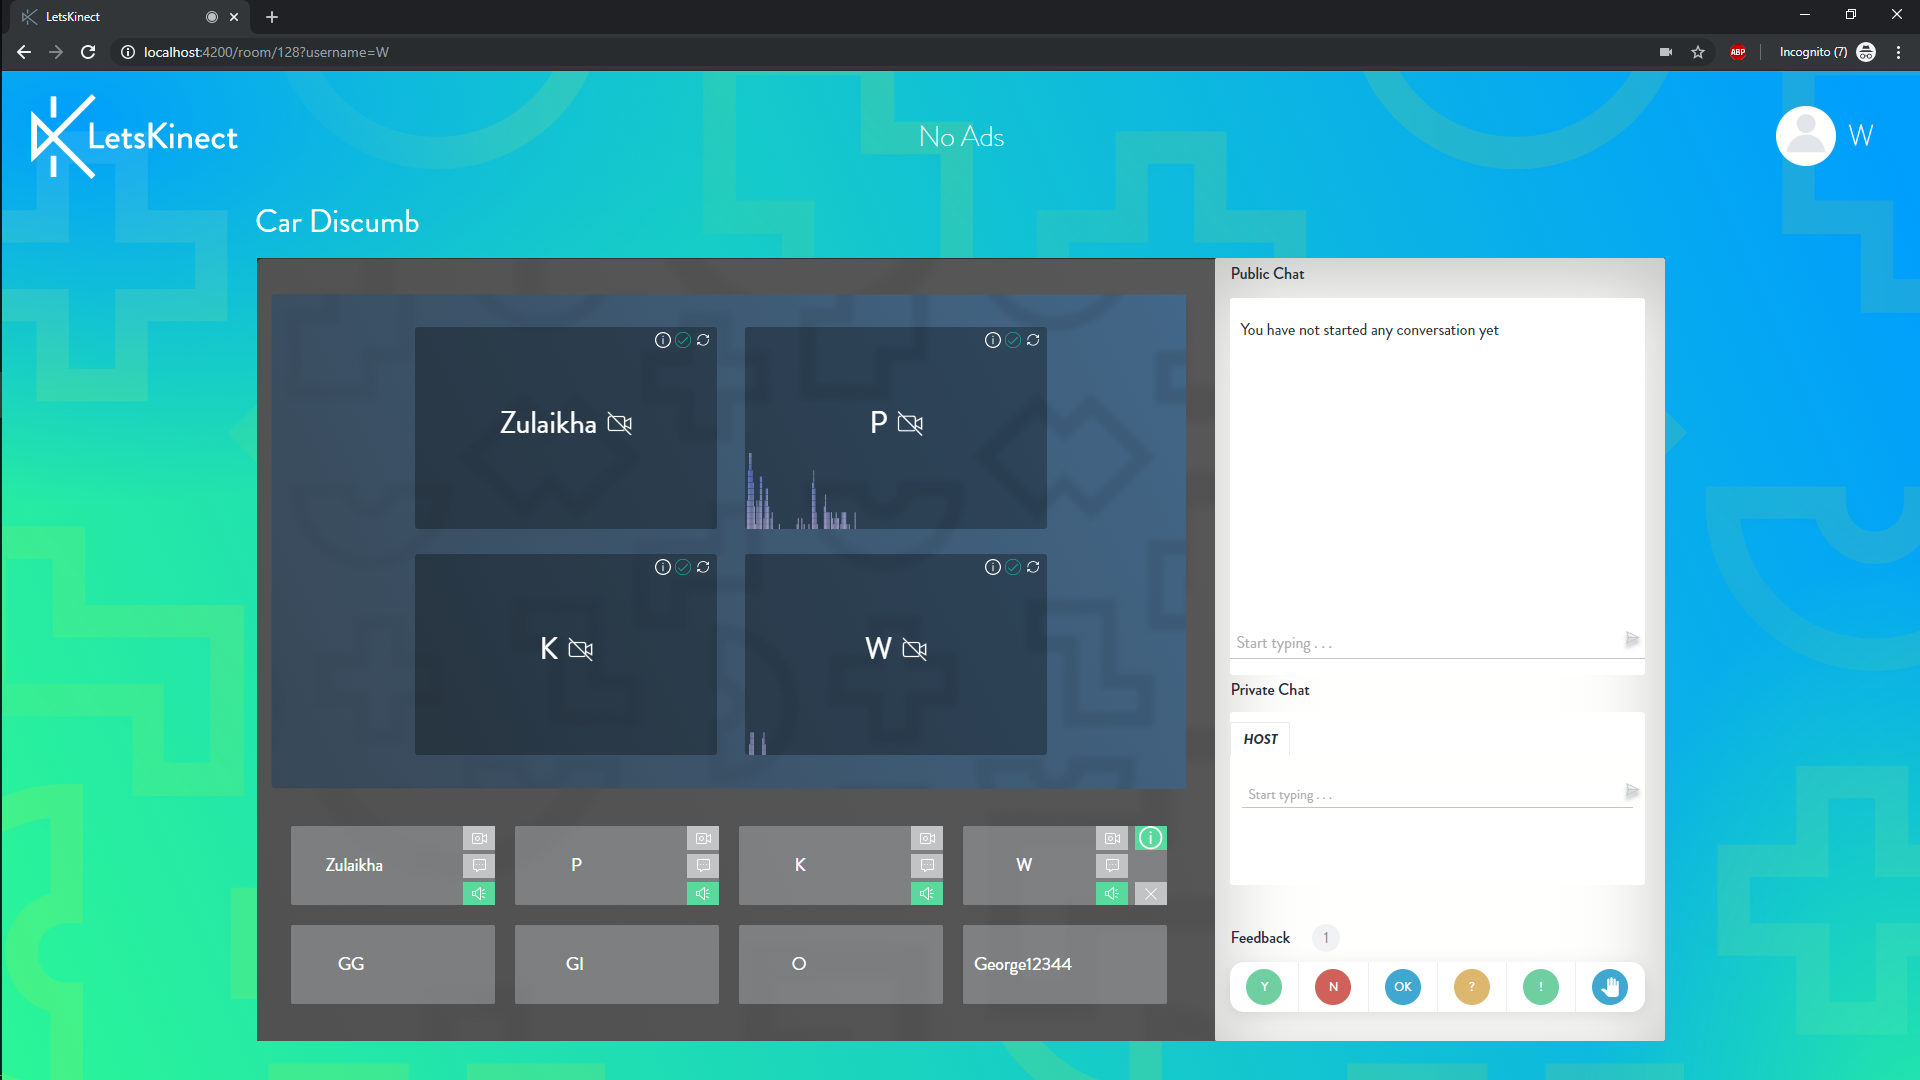 LetsKinect
localhost:4200/room/128?username=W
ABP
Incognito (7)
LetsKinect
No Ads
W
Car Discumb
Zulaikha
P
K
W
Zulaikha
P
K
W
GG
GI
O
George12344
Public Chat
You have not started any conversation yet
Start typing . . .
Private Chat
HOST
Start typing . . .
Feedback 1
Y N OK ? !